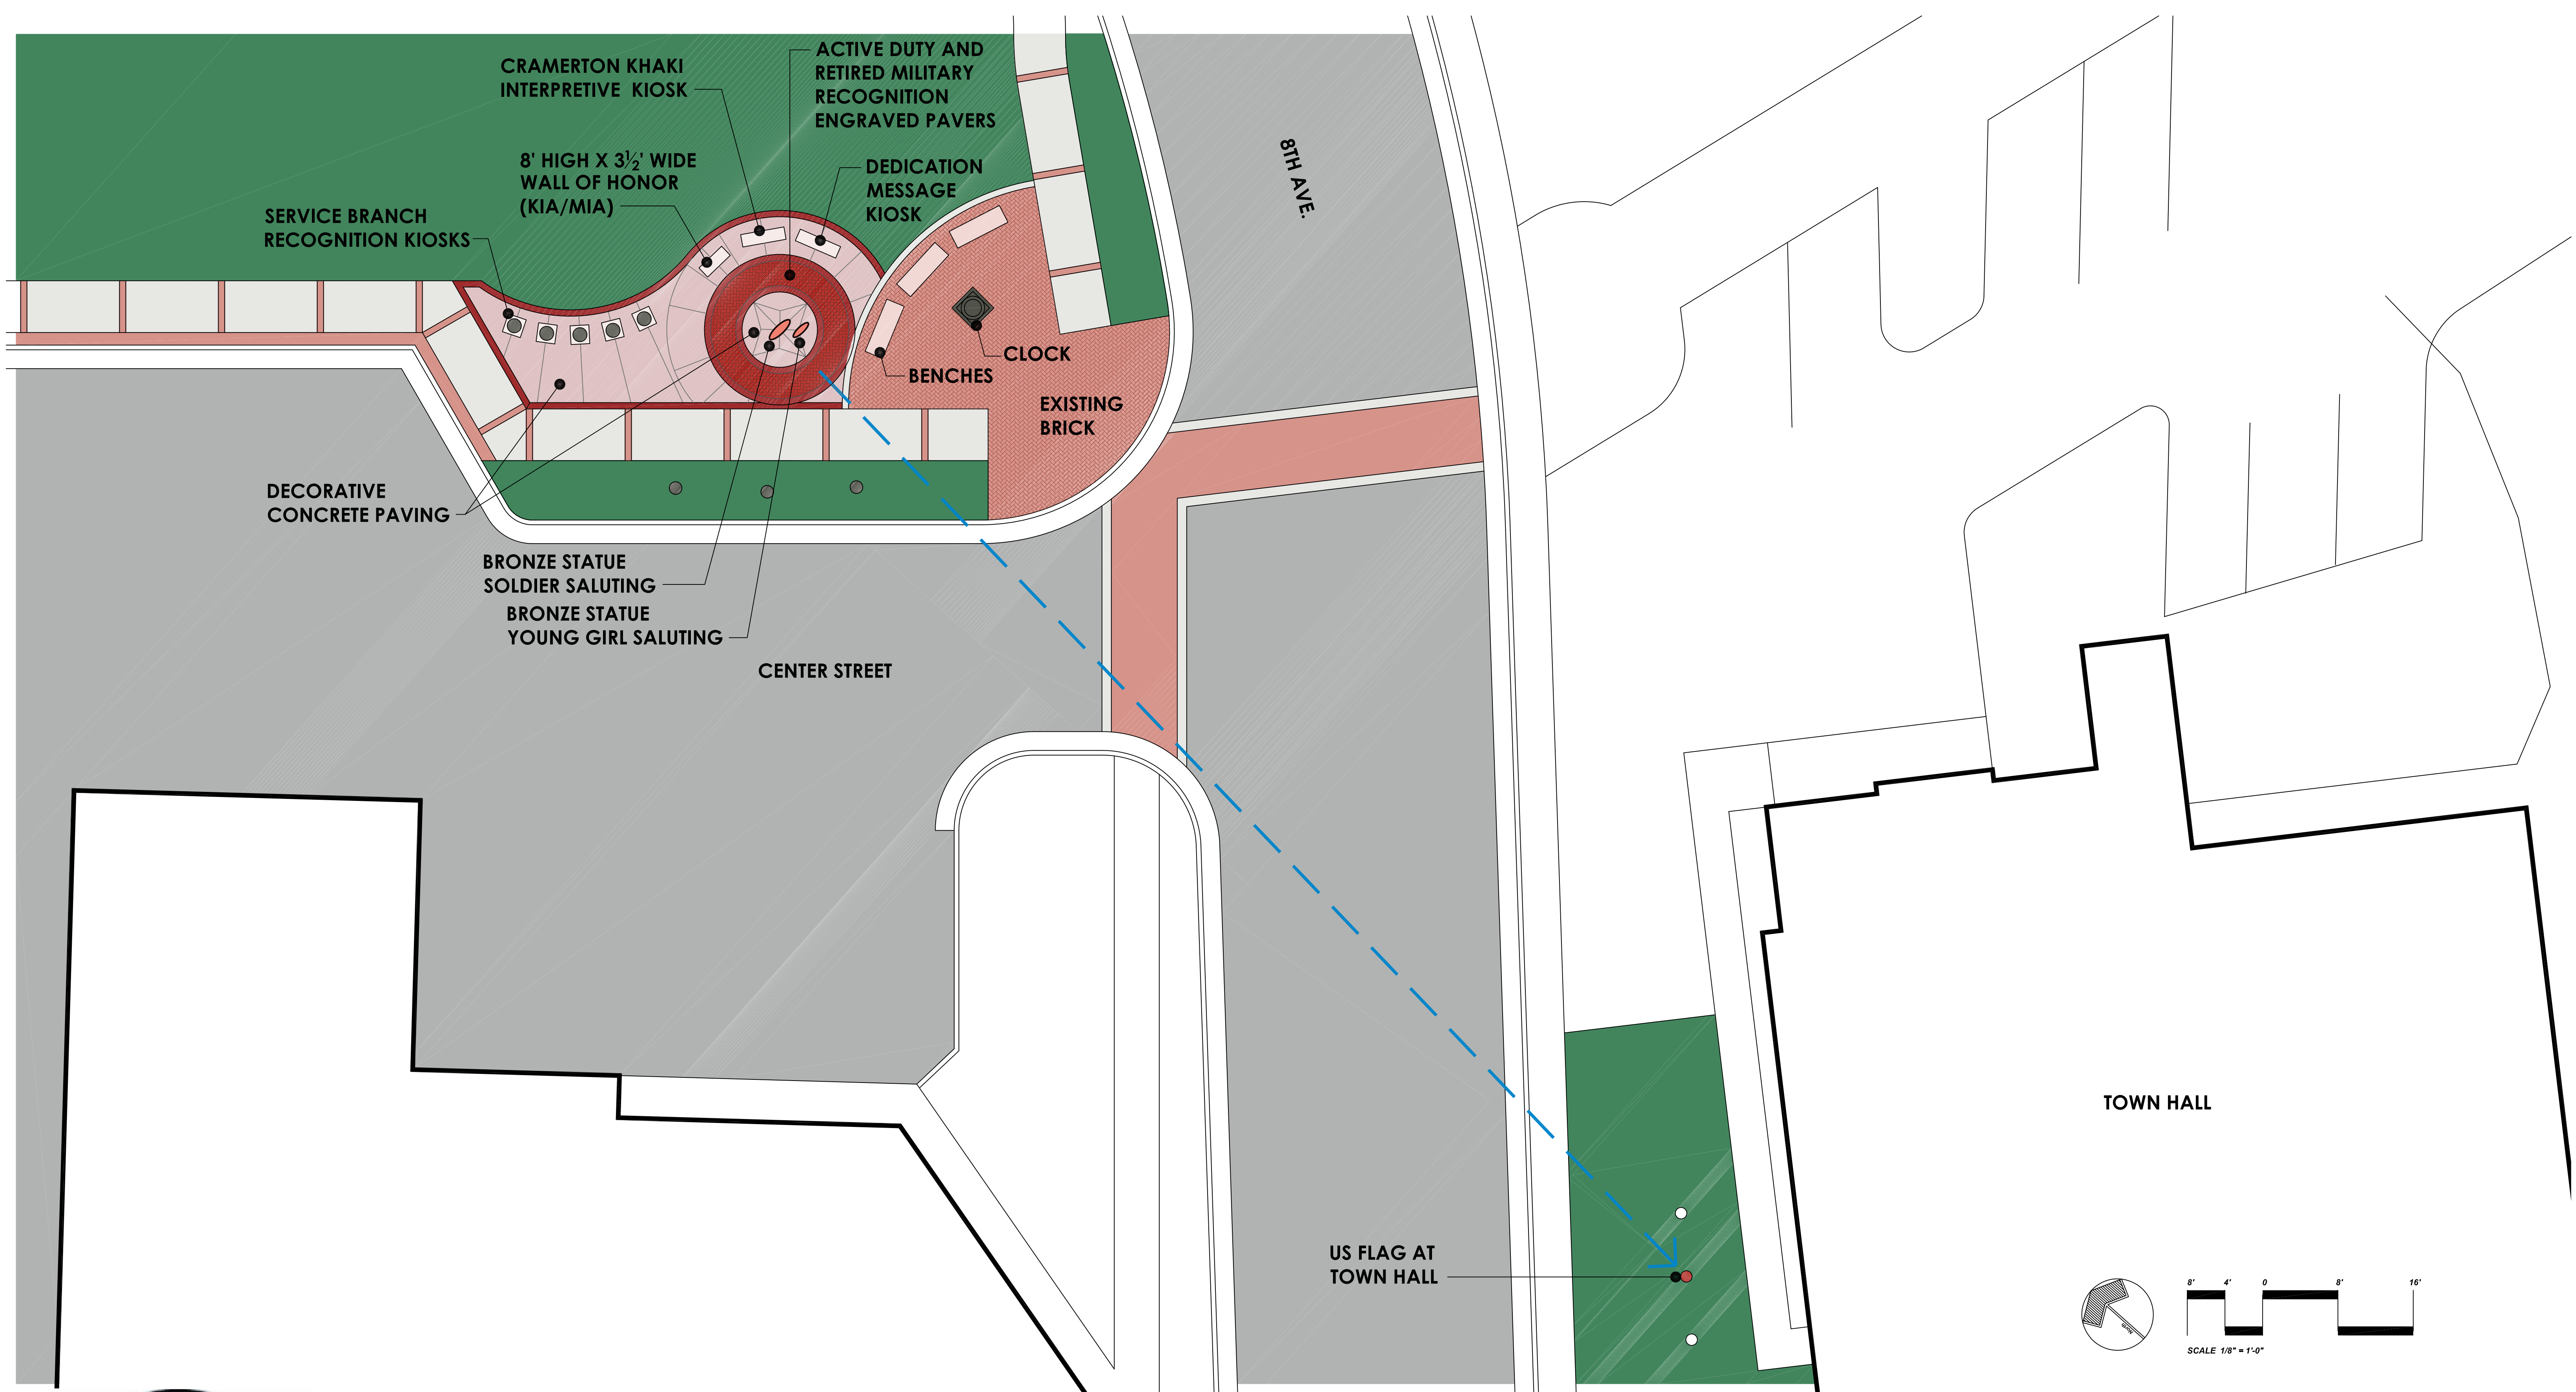 CRAMERTON KHAKI
INTERPRETIVE KIOSK
ACTIVE DUTY AND
RETIRED MILITARY
RECOGNITION
ENGRAVED PAVERS
8' HIGH X 3½' WIDE
WALL OF HONOR
(KIA/MIA)
DEDICATION
MESSAGE
KIOSK
SERVICE BRANCH
RECOGNITION KIOSKS
8TH AVE.
CLOCK
BENCHES
EXISTING
BRICK
DECORATIVE
CONCRETE PAVING
BRONZE STATUE
SOLDIER SALUTING
BRONZE STATUE
YOUNG GIRL SALUTING
CENTER STREET
TOWN HALL
US FLAG AT
TOWN HALL
8' 4' 0 8' 16'
SCALE 1/8" = 1'-0"